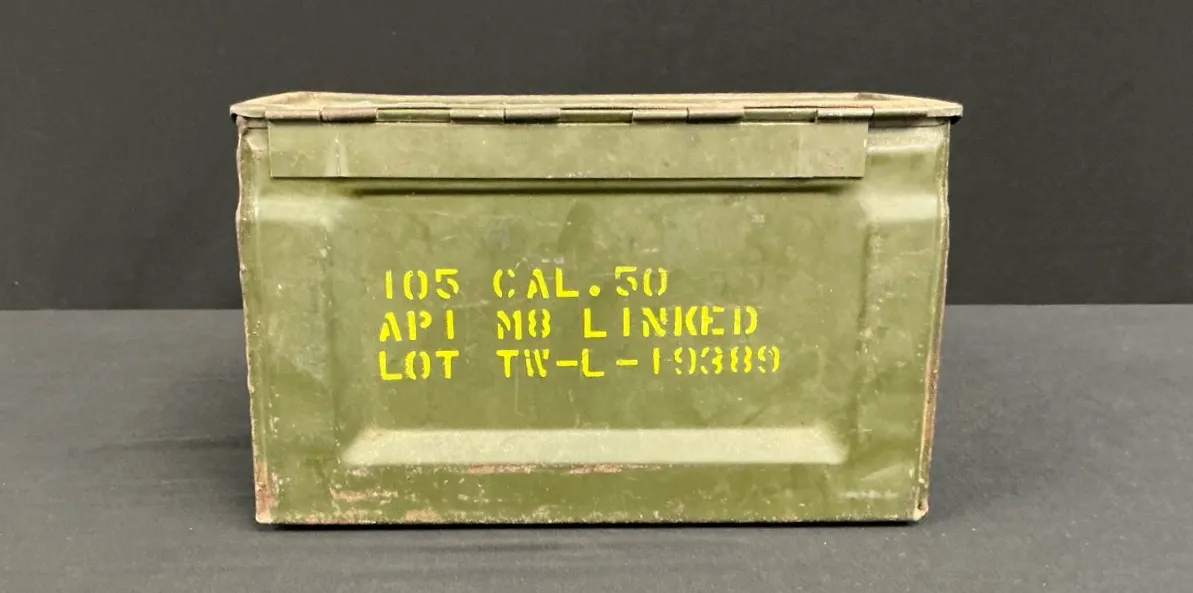 105 CAL.50
API M8 LINKED
LOT TW-L-19389